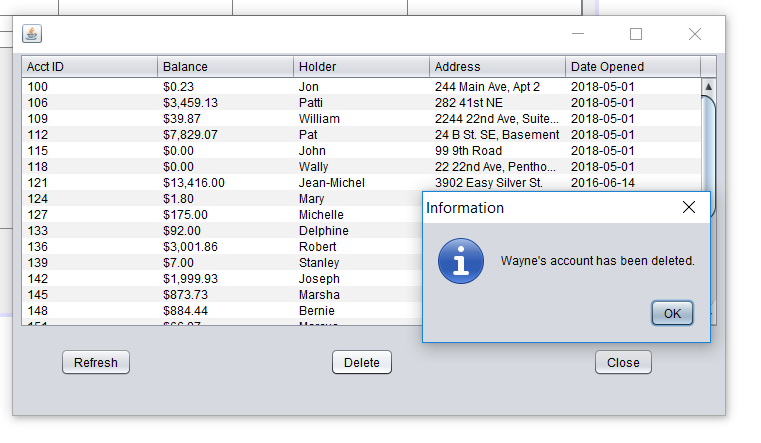 Acct ID Balance Holder Address Date Opened
100 $0.23 Jon 244 Main Ave, Apt 2 2018-05-01
106 $3,459.13 Patti 282 41st NE 2018-05-01
109 $39.87 William 2244 22nd Ave, Suite... 2018-05-01
112 $7,829.07 Pat 24 B St. SE, Basement 2018-05-01
115 $0.00 John 99 9th Road 2018-05-01
118 $0.00 Wally 22 22nd Ave, Pentho... 2018-05-01
121 $13,416.00 Jean-Michel 3902 Easy Silver St. 2016-06-14
124 $1.80 Mary
127 $175.00 Michelle
133 $92.00 Delphine
136 $3,001.86 Robert
139 $7.00 Stanley
142 $1,999.93 Joseph
145 $873.73 Marsha
148 $884.44 Bernie
Information
Wayne's account has been deleted.
OK
Refresh Delete Close